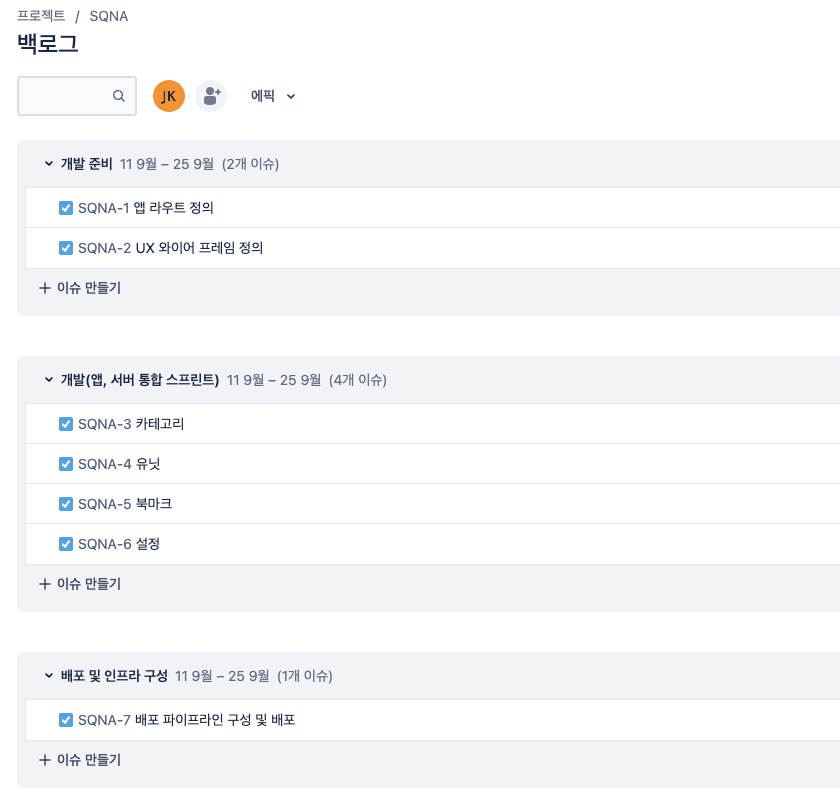 프로젝트 / SQNA
백로그
JK 에픽
개발 준비 11 9월 – 25 9월 (2개 이슈)
SQNA-1 앱 라우트 정의
SQNA-2 UX 와이어 프레임 정의
+ 이슈 만들기
개발(앱, 서버 통합 스프린트) 11 9월 – 25 9월 (4개 이슈)
SQNA-3 카테고리
SQNA-4 유닛
SQNA-5 북마크
SQNA-6 설정
+ 이슈 만들기
배포 및 인프라 구성 11 9월 – 25 9월 (1개 이슈)
SQNA-7 배포 파이프라인 구성 및 배포
+ 이슈 만들기